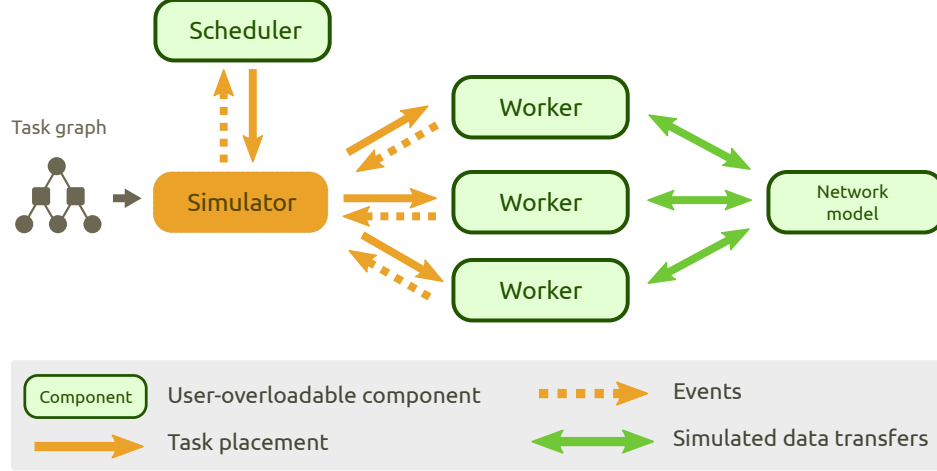 Scheduler
Task graph
Simulator
Worker
Worker
Worker
Network
model
Component
User-overloadable component
Events
Task placement
Simulated data transfers